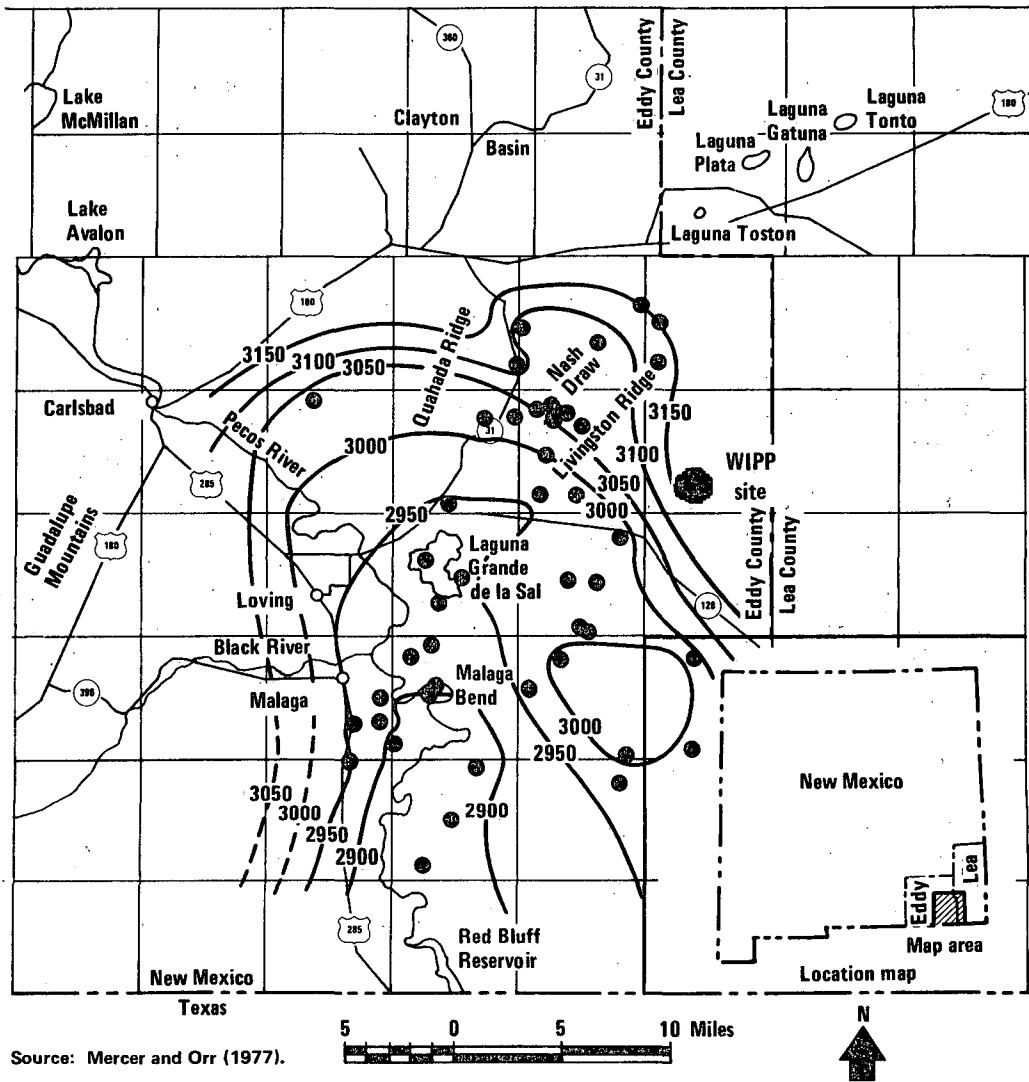 360
31
Eddy County
Lea County
180
Lake
McMillan
Clayton
Basin
Laguna
Tonto
Laguna
Gatuna
Laguna
Plata
Lake
Avalon
Laguna Toston
180
3150
3100
3050
Quahada Ridge
Nash
Draw
Livingston Ridge
Carlsbad
Pecos River
31
3150
3000
3100
WIPP
site
285
3050
3000
2950
Guadalupe
Mountains
180
Laguna
Grande
de la Sal
Eddy County
Lea County
Loving
128
Black River
396
Malaga
Malaga
Bend
3000
2950
3050
3000
2950
2900
2900
New Mexico
Lea
Eddy
Map area
Location map
285
Red Bluff
Reservoir
New Mexico
Texas
5 0 5 10 Miles
N
Source: Mercer and Orr (1977).